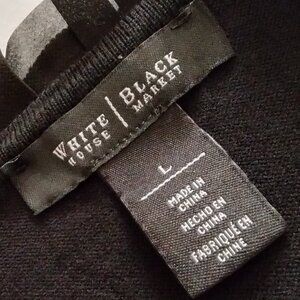 WHITE HOUSE | BLACK MARKET
L
MADE IN
CHINA
HECHO EN
CHINA
FABRIQUÉ EN
CHINE